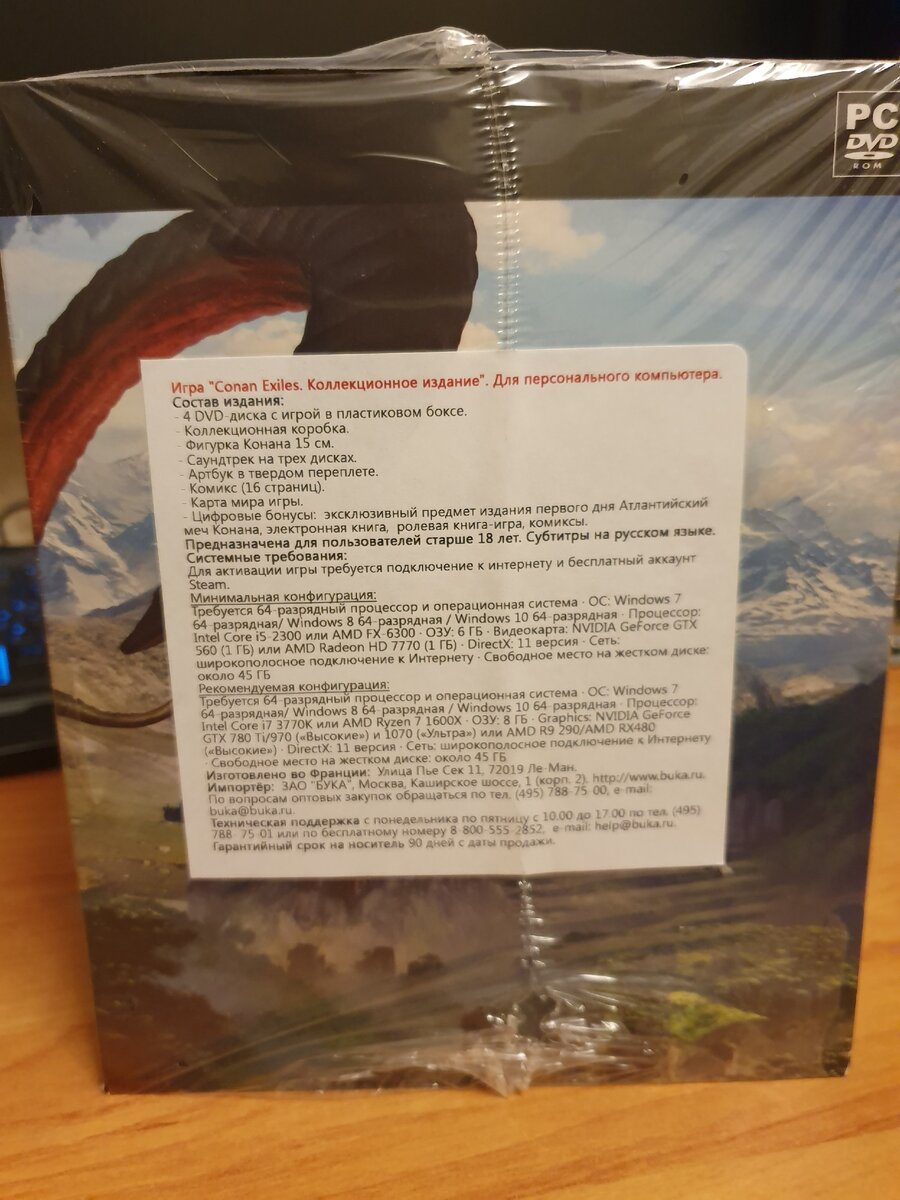 PC
DVD
ROM
Игра "Conan Exiles. Коллекционное издание". Для персонального компьютера.
Состав издания:
- 4 DVD-диска с игрой в пластиковом боксе.
- Коллекционная коробка.
- Фигурка Конана 15 см.
- Саундтрек на трех дисках.
- Артбук в твердом переплете.
- Комикс (16 страниц).
- Карта мира игры.
- Цифровые бонусы: эксклюзивный предмет издания первого дня Атлантийский
меч Конана, электронная книга, ролевая книга-игра, комиксы.
Предназначена для пользователей старше 18 лет. Субтитры на русском языке.
Системные требования:
Для активации игры требуется подключение к интернету и бесплатный аккаунт
Steam.
Минимальная конфигурация:
Требуется 64-разрядный процессор и операционная система · ОС: Windows 7
64-разрядная/ Windows 8 64-разрядная / Windows 10 64-разрядная · Процессор:
Intel Core i5-2300 или AMD FX-6300 · ОЗУ: 6 ГБ · Видеокарта: NVIDIA GeForce GTX
560 (1 ГБ) или AMD Radeon HD 7770 (1 ГБ) · DirectX: 11 версия · Сеть:
широкополосное подключение к Интернету · Свободное место на жестком диске:
около 45 ГБ
Рекомендуемая конфигурация:
Требуется 64-разрядный процессор и операционная система · ОС: Windows 7
64-разрядная/ Windows 8 64-разрядная / Windows 10 64-разрядная · Процессор:
Intel Core i7 3770K или AMD Ryzen 7 1600X · ОЗУ: 8 ГБ · Graphics: NVIDIA GeForce
GTX 780 Ti/970 («Высокие») и 1070 («Ультра») или AMD R9 290/AMD RX480
(«Высокие») · DirectX: 11 версия · Сеть: широкополосное подключение к Интернету
· Свободное место на жестком диске: около 45 ГБ
Изготовлено во Франции: Улица Пье Сек 11, 72019 Ле-Ман.
Импортёр: ЗАО "БУКА", Москва, Каширское шоссе, 1 (корп. 2). http://www.buka.ru.
По вопросам оптовых закупок обращаться по тел. (495) 788-75-00, e-mail:
buka@buka.ru.
Техническая поддержка с понедельника по пятницу с 10.00 до 17.00 по тел. (495)
788-75-01 или по бесплатному номеру 8-800-555-2852, e-mail: help@buka.ru.
Гарантийный срок на носитель 90 дней с даты продажи.